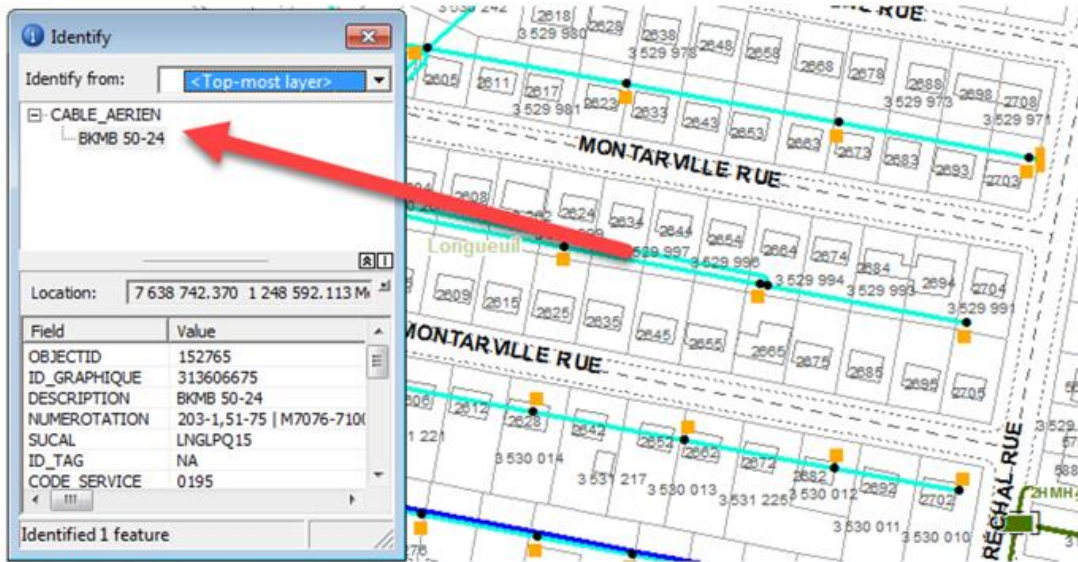 Identify
Identify from: <Top-most layer>
CABLE_AERIEN
BKMB 50-24
Location: 7 638 742.370 1 248 592.113 M
Field Value
OBJECTID 152765
ID_GRAPHIQUE 313606675
DESCRIPTION BKMB 50-24
NUMEROTATION 203-1,51-75 | M7076-710
SUCAL LNGLPQ15
ID_TAG NA
CODE_SERVICE 0195
Identified 1 feature
RUE
2618 2628 2638 2648 2658 2668 2678 2688 2698 2708
3 529 980 3 529 978 3 529 973 3 529 971
2605 2611 2617 2623 2633 2643 2653 2663 2673 2683 2693 2703
3 529 981
MONTARVILLE RUE
2608 2624 2634 2644 2654 2664 2674 2684 2694 2704
529 997 3 529 996 3 529 994 3 529 993 3 529 991
Longueuil
2609 2615 2625 2635 2645 2655 2665 2675 2685 2695 2705
MONTARVILLE RUE
2612 2628 2642 2652 2662 2672 2682 2692 2702
1 221 3 530 014 3 531 217 3 530 013 3 531 225 3 530 012 3 530 011 3 530 010
RÉCHAL RUE
2HMH